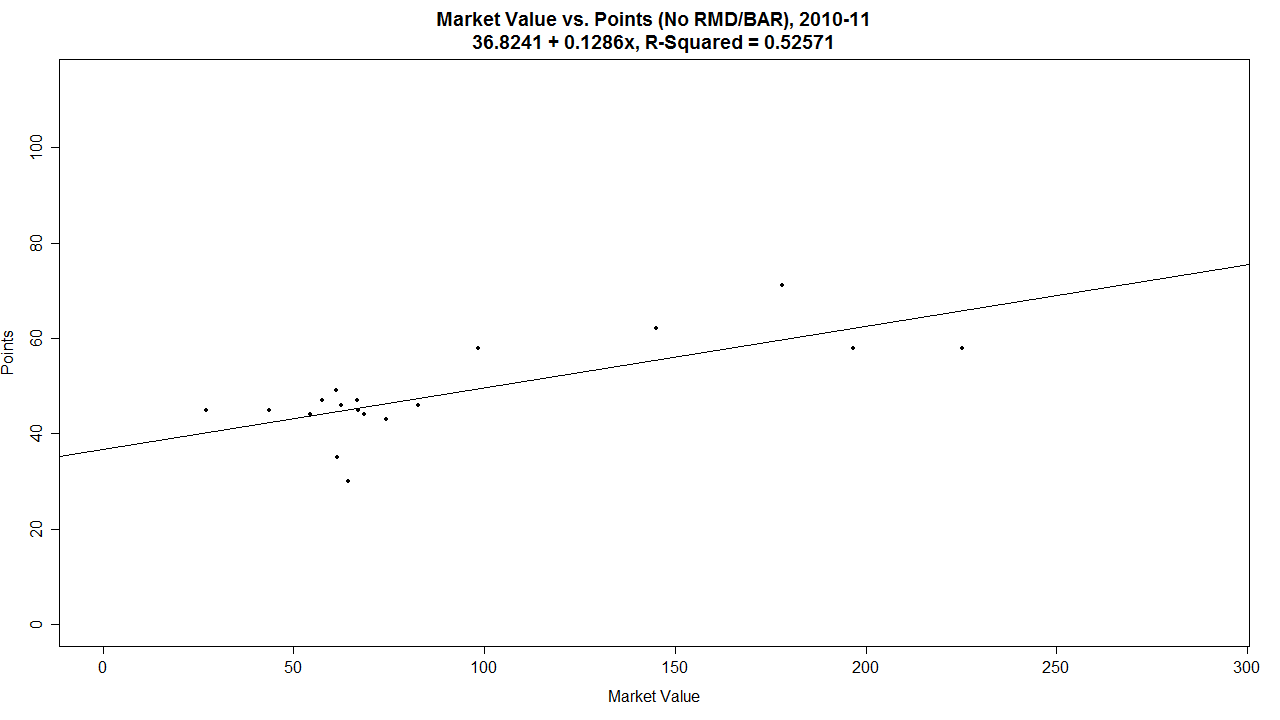 Market Value vs. Points (No RMD/BAR), 2010-11
36.8241 + 0.1286x, R-Squared = 0.52571
Points
100
80
60
40
20
0
0 50 100 150 200 250 300
Market Value